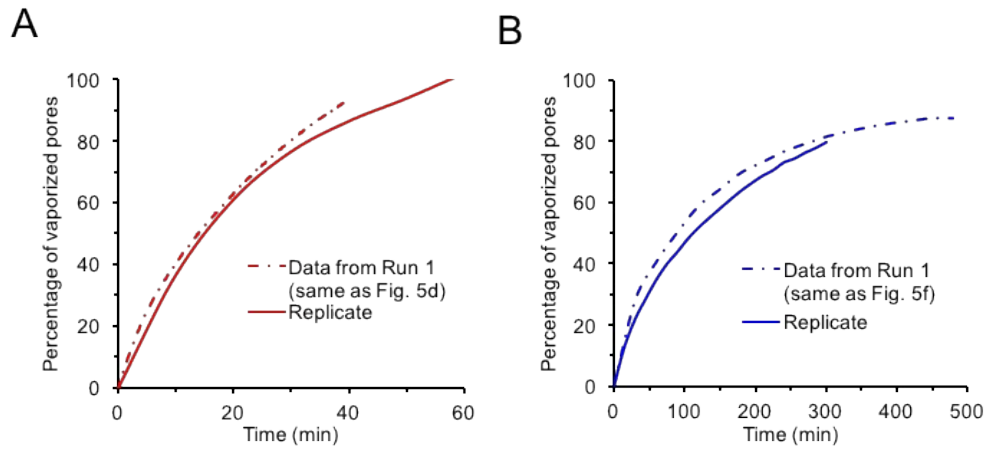 A
Percentage of vaporized pores
100
80
60
40
20
0
0
20
40
60
Time (min)
Data from Run 1
(same as Fig. 5d)
Replicate
B
Percentage of vaporized pores
100
80
60
40
20
0
0
100
200
300
400
500
Time (min)
Data from Run 1
(same as Fig. 5f)
Replicate